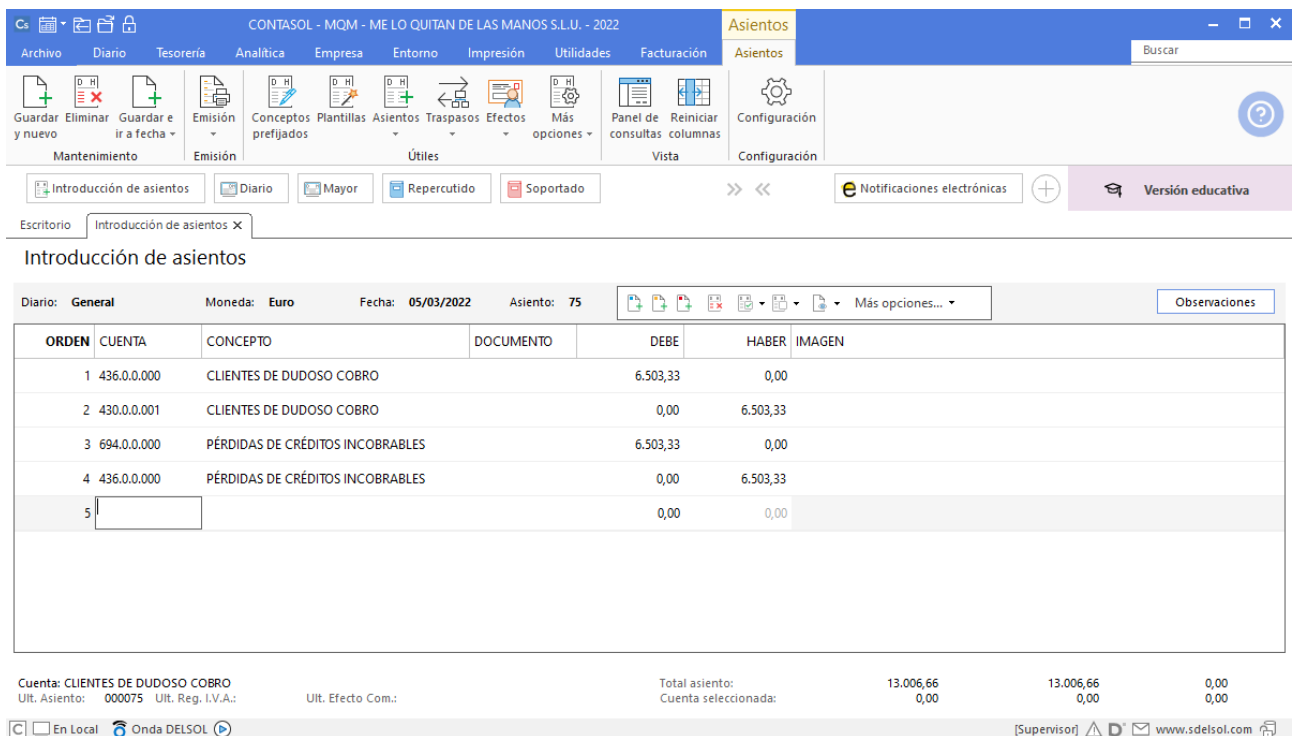 Cs CONTASOL - MQM - ME LO QUITAN DE LAS MANOS S.L.U. - 2022 Asientos
Archivo Diario Tesorería Analítica Empresa Entorno Impresión Utilidades Facturación Asientos Buscar
Guardar y nuevo Eliminar Guardar e ir a fecha Emisión Conceptos prefijados Plantillas Asientos Traspasos Efectos Más opciones Panel de consultas Reiniciar columnas Configuración
Mantenimiento Emisión Útiles Vista Configuración
Introducción de asientos Diario Mayor Repercutido Soportado Notificaciones electrónicas Versión educativa
Escritorio Introducción de asientos X
Introducción de asientos
Diario: General Moneda: Euro Fecha: 05/03/2022 Asiento: 75 Más opciones... Observaciones
ORDEN CUENTA CONCEPTO DOCUMENTO DEBE HABER IMAGEN
1 436.0.0.000 CLIENTES DE DUDOSO COBRO 6.503,33 0,00
2 430.0.0.001 CLIENTES DE DUDOSO COBRO 0,00 6.503,33
3 694.0.0.000 PÉRDIDAS DE CRÉDITOS INCOBRABLES 6.503,33 0,00
4 436.0.0.000 PÉRDIDAS DE CRÉDITOS INCOBRABLES 0,00 6.503,33
5 0,00 0,00
Cuenta: CLIENTES DE DUDOSO COBRO Total asiento: 13.006,66 13.006,66 0,00
Ult. Asiento: 000075 Ult. Reg. I.V.A.: Ult. Efecto Com.: Cuenta seleccionada: 0,00 0,00 0,00
C En Local Onda DELSOL [Supervisor] D www.sdelsol.com